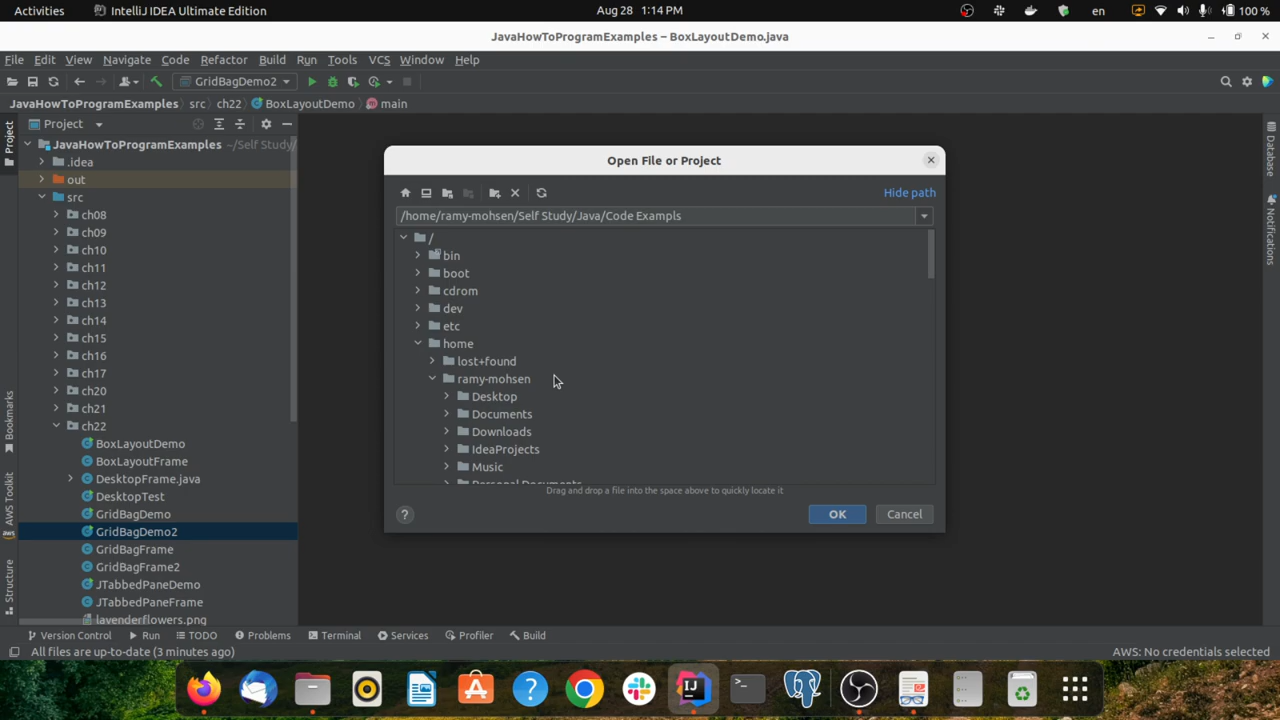 Activities IntelliJ IDEA Ultimate Edition Aug 28 1:14 PM en 100 %
JavaHowToProgramExamples – BoxLayoutDemo.java
File Edit View Navigate Code Refactor Build Run Tools VCS Window Help
GridBagDemo2
JavaHowToProgramExamples src ch22 BoxLayoutDemo main
Project
Project
JavaHowToProgramExamples ~/Self Study/
.idea
out
src
ch08
ch09
ch10
ch11
ch12
ch13
ch14
ch15
ch16
ch17
ch20
ch21
ch22
BoxLayoutDemo
BoxLayoutFrame
DesktopFrame.java
DesktopTest
GridBagDemo
GridBagDemo2
GridBagFrame
GridBagFrame2
JTabbedPaneDemo
JTabbedPaneFrame
lavenderflowers.png
Bookmarks
AWS Toolkit
aws
Structure
Open File or Project
Hide path
/home/ramy-mohsen/Self Study/Java/Code Exampls
/
bin
boot
cdrom
dev
etc
home
lost+found
ramy-mohsen
Desktop
Documents
Downloads
IdeaProjects
Music
Personal Documents
Drag and drop a file into the space above to quickly locate it
? OK Cancel
Database
Notifications
Version Control Run TODO Problems Terminal Services Profiler Build
All files are up-to-date (3 minutes ago) AWS: No credentials selected
IJ